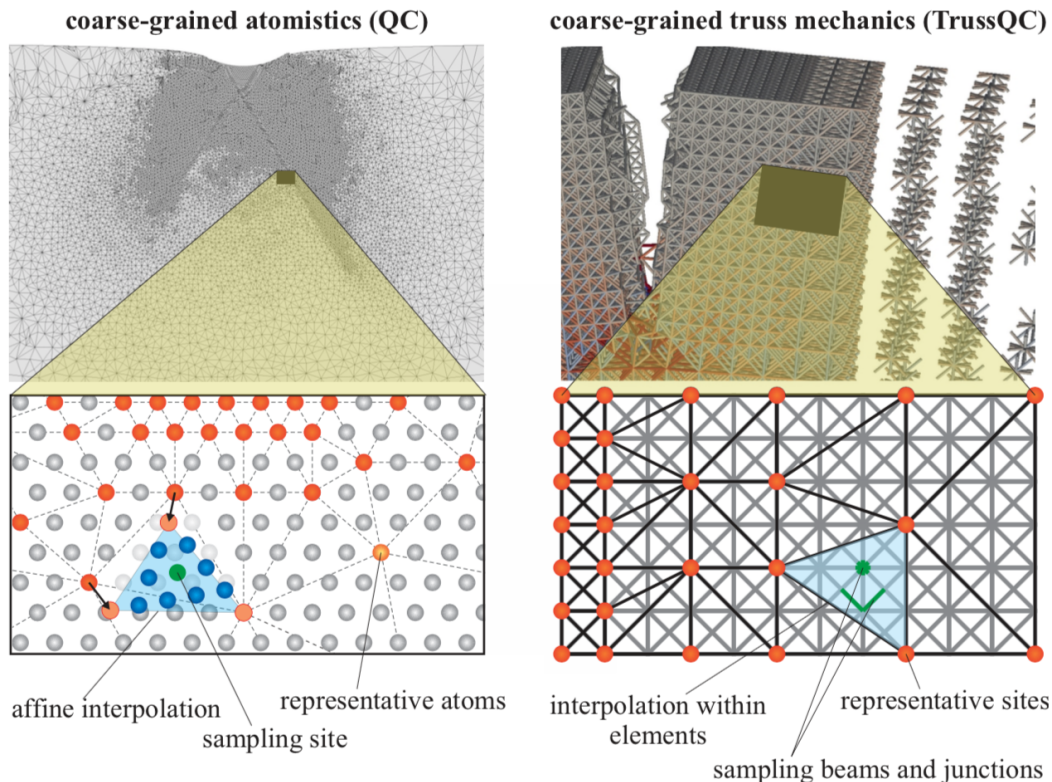 coarse-grained atomistics (QC)
coarse-grained truss mechanics (TrussQC)
affine interpolation
sampling site
representative atoms
interpolation within
elements
representative sites
sampling beams and junctions